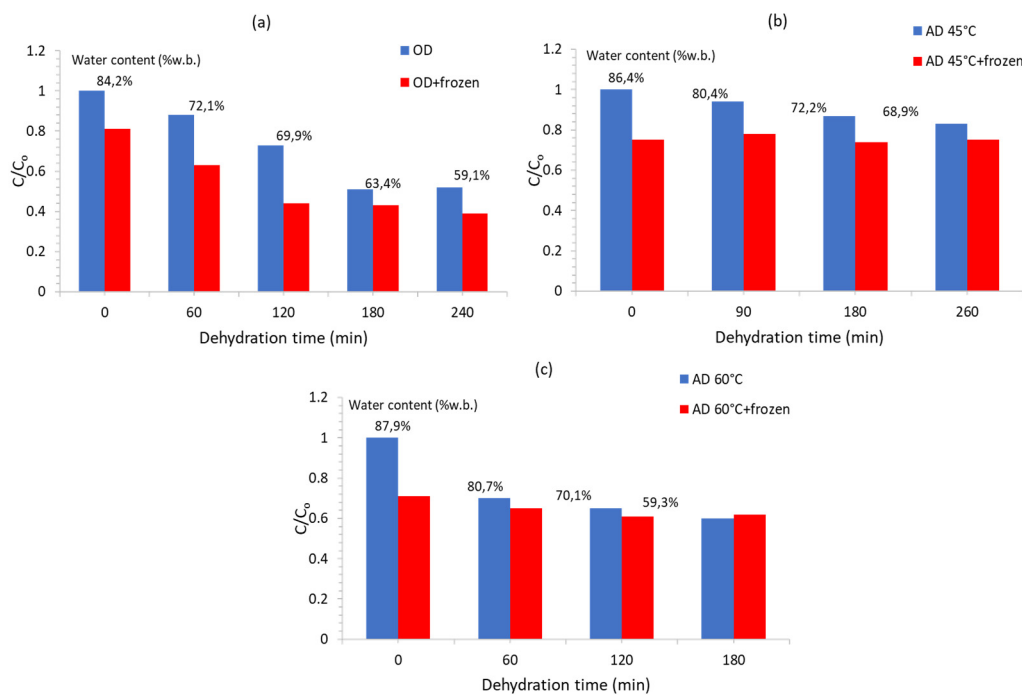 (a)
OD
OD+frozen
Water content (%w.b.)
84,2%
72,1%
69,9%
63,4%
59,1%
1.2
1
0.8
0.6
0.4
0.2
0
C/Co
0 60 120 180 240
Dehydration time (min)
(b)
AD 45°C
AD 45°C+frozen
Water content (%w.b.)
86,4%
80,4%
72,2%
68,9%
1.2
1
0.8
0.6
0.4
0.2
0
C/Co
0 90 180 260
Dehydration time (min)
(c)
AD 60°C
AD 60°C+frozen
Water content (%w.b.)
87,9%
80,7%
70,1%
59,3%
1.2
1
0.8
0.6
0.4
0.2
0
C/Co
0 60 120 180
Dehydration time (min)